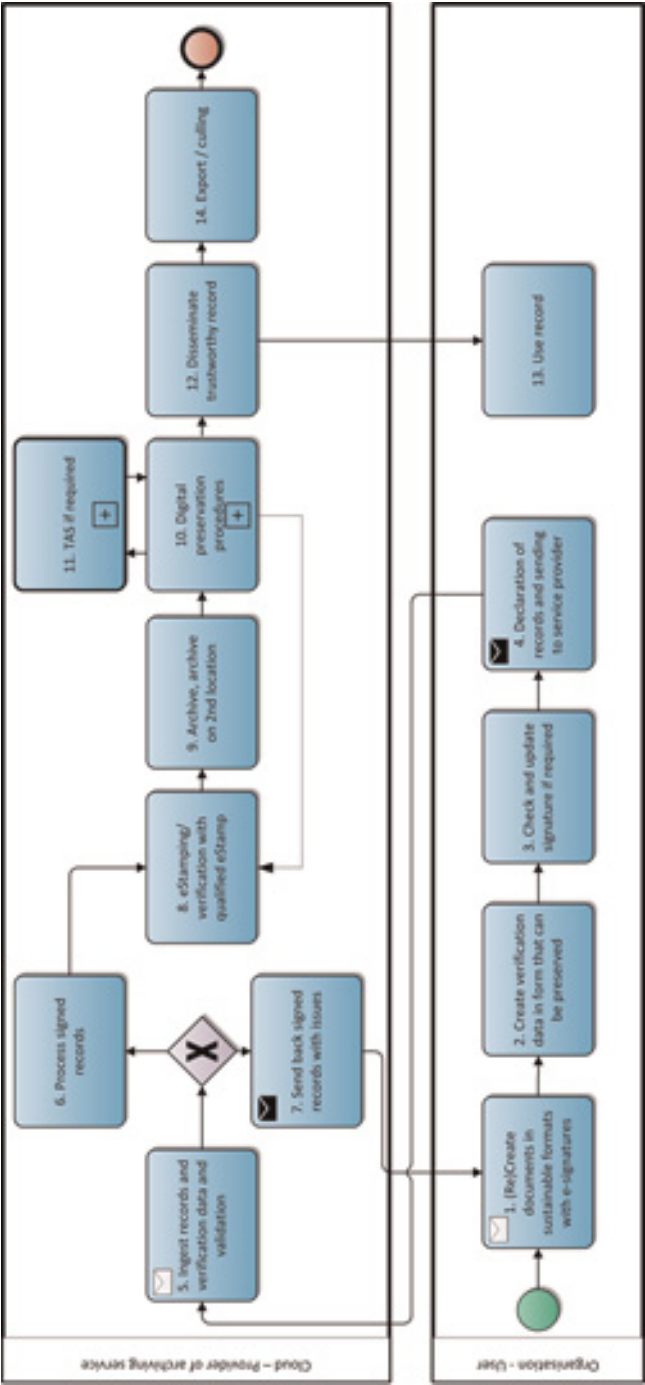 Cloud – Provider of archiving service
5. Ingest records and
verification data and
validation
6. Process signed
records
7. Send back signed
records with issues
8. eStamping/
verification with
qualified eStamp
9. Archive, archive
on 2nd location
10. Digital
preservation
procedures
11. TAS if required
12. Disseminate
trustworthy record
14. Export / culling
Organisation - User
1. (Re)Create
documents in
sustainable formats
with e-signatures
2. Create verification
data in form that can
be preserved
3. Check and update
signature if required
4. Declaration of
records and sending
to service provider
13. Use record